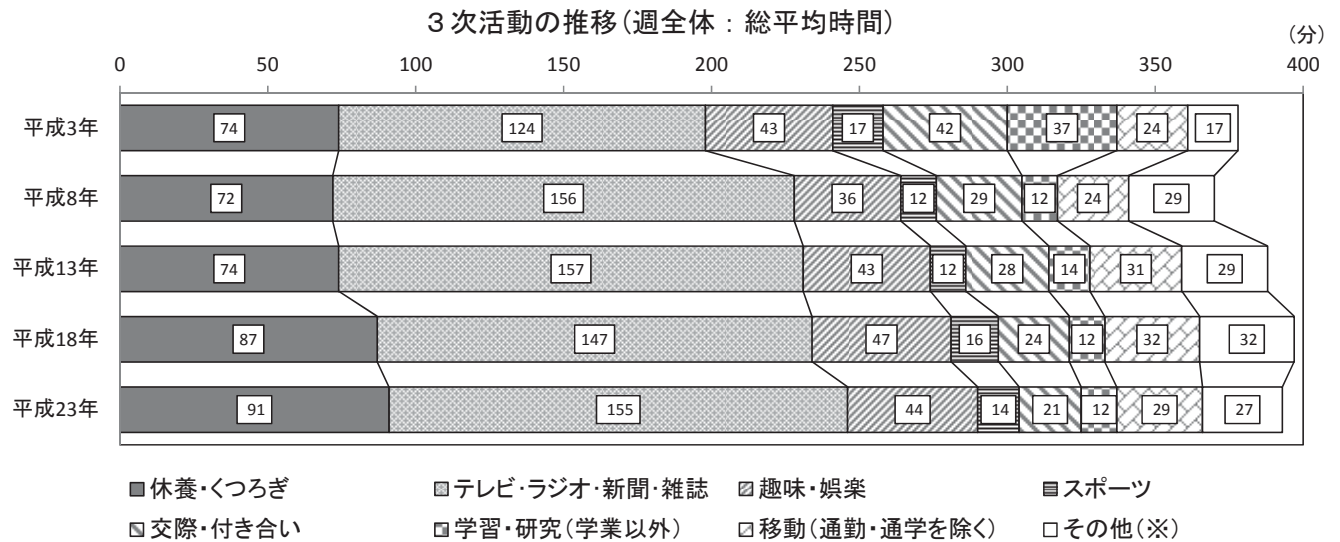 ３次活動の推移(週全体：総平均時間)
(分)
0 50 100 150 200 250 300 350 400
平成3年 74 124 43 17 42 37 24 17
平成8年 72 156 36 12 29 12 24 29
平成13年 74 157 43 12 28 14 31 29
平成18年 87 147 47 16 24 12 32 32
平成23年 91 155 44 14 21 12 29 27
休養・くつろぎ テレビ・ラジオ・新聞・雑誌 趣味・娯楽 スポーツ
交際・付き合い 学習・研究(学業以外) 移動(通勤・通学を除く) その他(※)